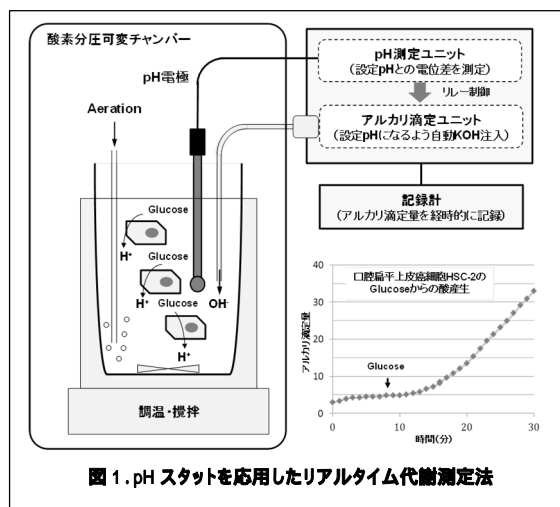 酸素分圧可変チャンバー
pH電極
Aeration
Glucose
H⁺
Glucose
H⁺
Glucose
H⁺
OH⁻
調温・攪拌
pH測定ユニット
(設定pHとの電位差を測定)
リレー制御
アルカリ滴定ユニット
(設定pHになるよう自動KOH注入)
記録計
(アルカリ滴定量を経時的に記録)
口腔扁平上皮癌細胞HSC-2の
Glucoseからの酸産生
アルカリ滴定量
40
30
20
10
0
Glucose
0 10 20 30
時間(分)
図 1. pH スタットを応用したリアルタイム代謝測定法